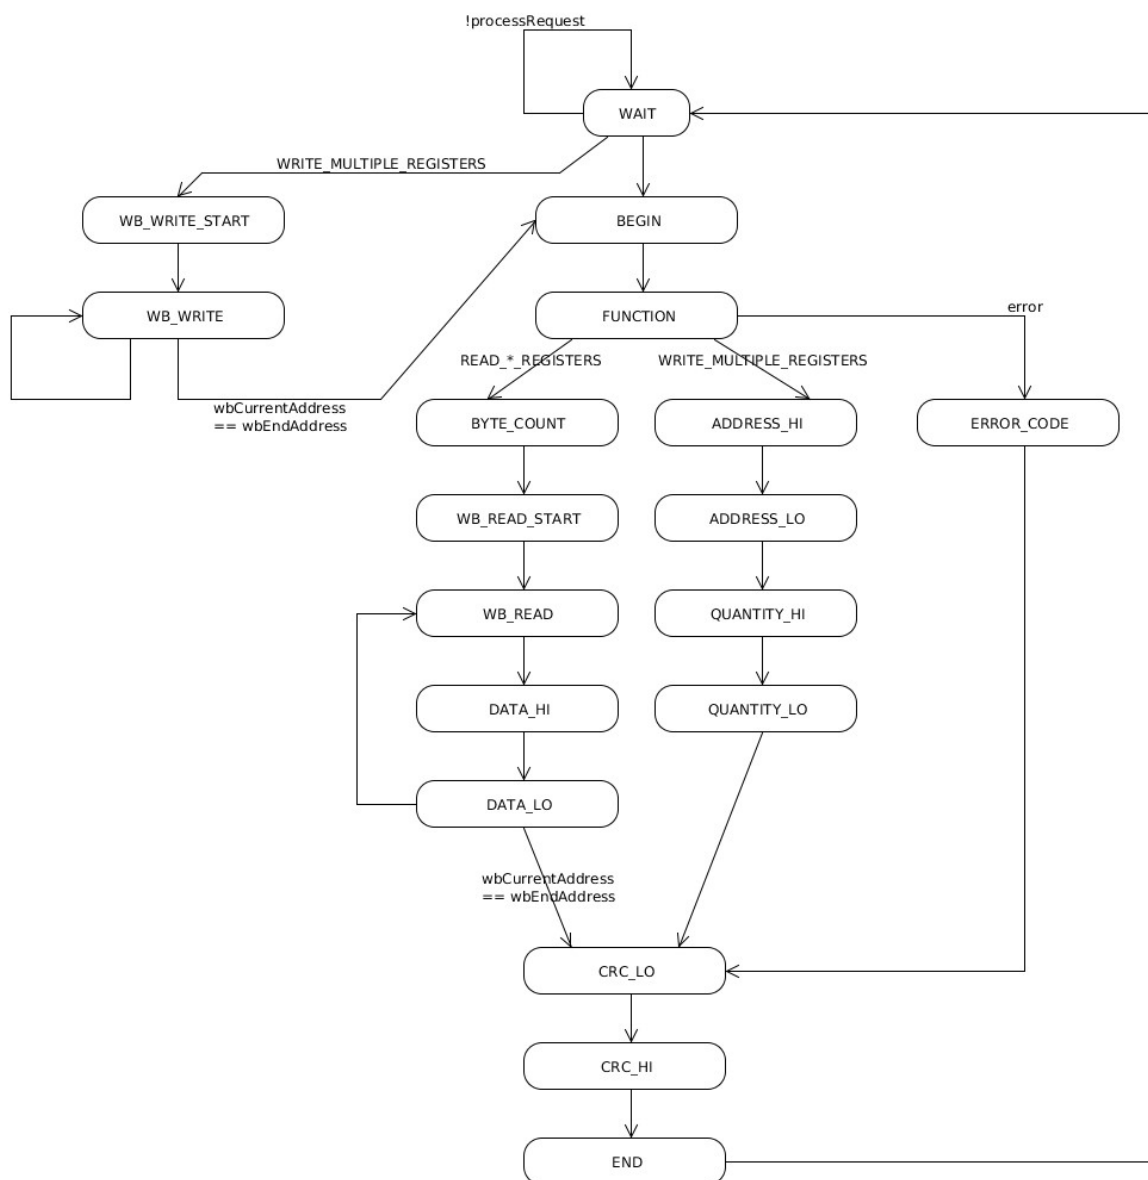 !processRequest
WAIT
WRITE_MULTIPLE_REGISTERS
WB_WRITE_START
BEGIN
WB_WRITE
FUNCTION
error
READ_*_REGISTERS
WRITE_MULTIPLE_REGISTERS
wbCurrentAddress
== wbEndAddress
BYTE_COUNT
ADDRESS_HI
ERROR_CODE
WB_READ_START
ADDRESS_LO
WB_READ
QUANTITY_HI
DATA_HI
QUANTITY_LO
DATA_LO
wbCurrentAddress
== wbEndAddress
CRC_LO
CRC_HI
END